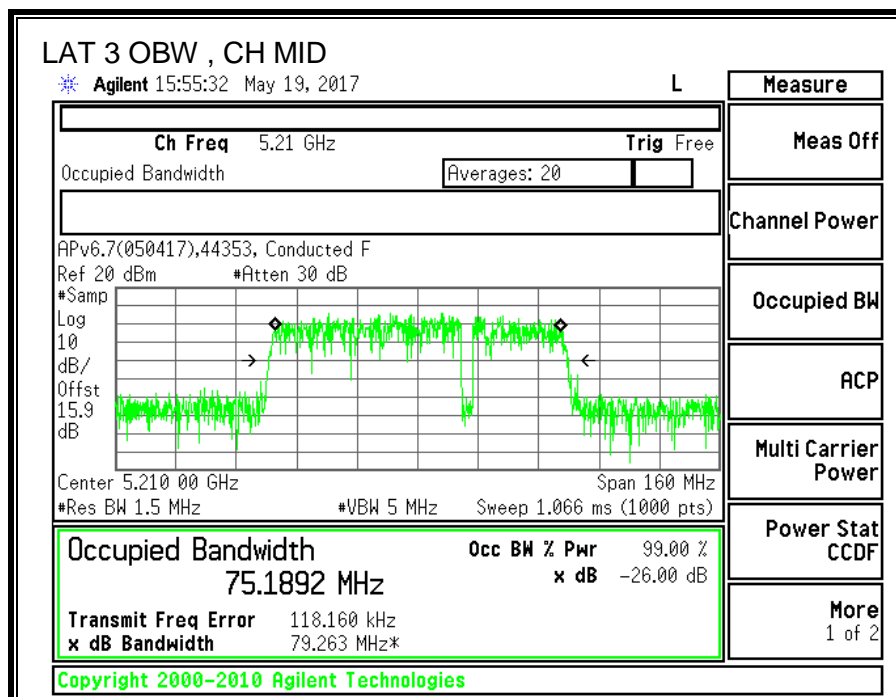 LAT 3 OBW , CH MID
Agilent 15:55:32 May 19, 2017 L
Measure
Ch Freq 5.21 GHz Trig Free
Meas Off
Occupied Bandwidth Averages: 20
Channel Power
APv6.7(050417),44353, Conducted F
Ref 20 dBm #Atten 30 dB
#Samp
Log
10
dB/
Offst
15.9
dB
Occupied BW
ACP
Center 5.210 00 GHz Span 160 MHz
#Res BW 1.5 MHz #VBW 5 MHz Sweep 1.066 ms (1000 pts)
Multi Carrier
Power
Occupied Bandwidth Occ BW % Pwr 99.00 %
75.1892 MHz x dB -26.00 dB
Transmit Freq Error 118.160 kHz
x dB Bandwidth 79.263 MHz*
Power Stat
CCDF
More
1 of 2
Copyright 2000-2010 Agilent Technologies